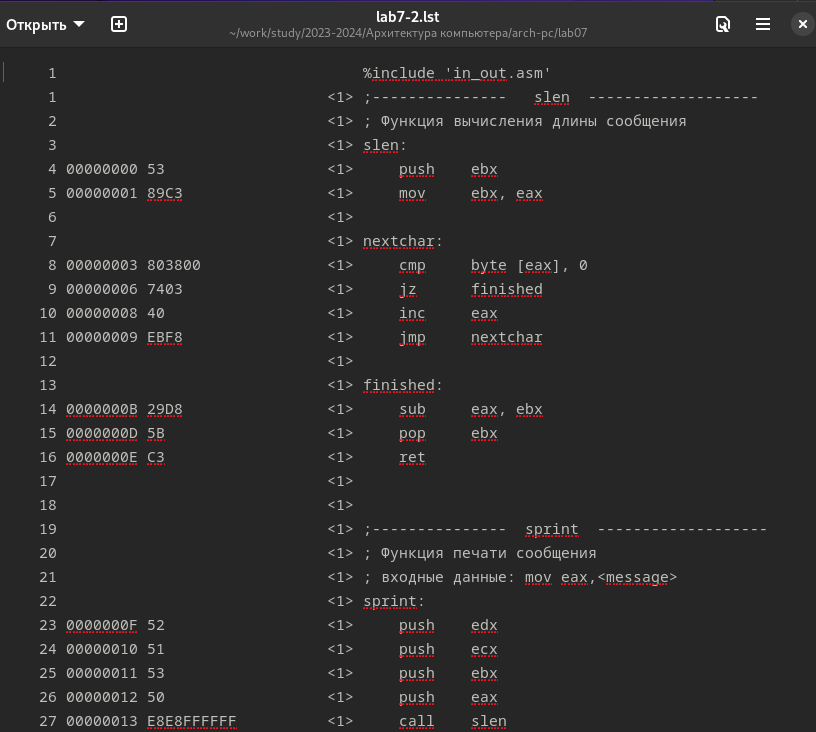 Открыть
lab7-2.lst
~/work/study/2023-2024/Архитектура компьютера/arch-pc/lab07
1 %include 'in_out.asm'
1 <1> ;--------------- slen -------------------
2 <1> ; Функция вычисления длины сообщения
3 <1> slen:
4 00000000 53 <1> push ebx
5 00000001 89C3 <1> mov ebx, eax
6 <1>
7 <1> nextchar:
8 00000003 803800 <1> cmp byte [eax], 0
9 00000006 7403 <1> jz finished
10 00000008 40 <1> inc eax
11 00000009 EBF8 <1> jmp nextchar
12 <1>
13 <1> finished:
14 0000000B 29D8 <1> sub eax, ebx
15 0000000D 5B <1> pop ebx
16 0000000E C3 <1> ret
17 <1>
18 <1>
19 <1> ;--------------- sprint -------------------
20 <1> ; Функция печати сообщения
21 <1> ; входные данные: mov eax,<message>
22 <1> sprint:
23 0000000F 52 <1> push edx
24 00000010 51 <1> push ecx
25 00000011 53 <1> push ebx
26 00000012 50 <1> push eax
27 00000013 E8E8FFFFFF <1> call slen